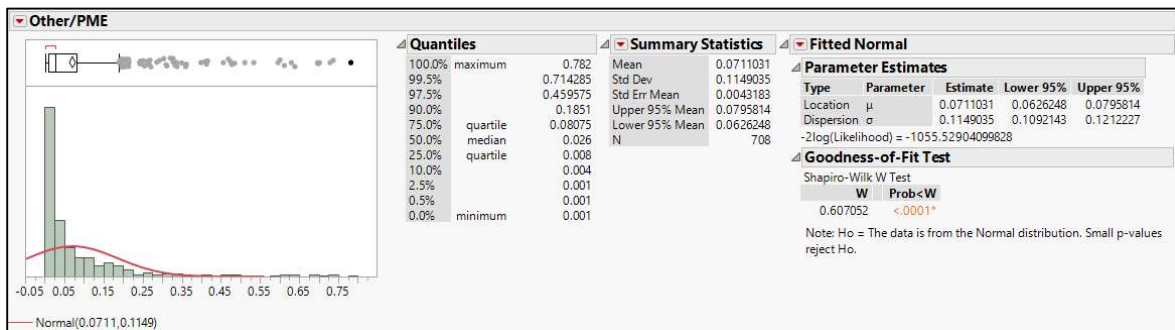 Other/PME
-0.05 0.05 0.15 0.25 0.35 0.45 0.55 0.65 0.75
Normal(0.0711,0.1149)
Quantiles
100.0% maximum 0.782
99.5% 0.714285
97.5% 0.459575
90.0% 0.1851
75.0% quartile 0.08075
50.0% median 0.026
25.0% quartile 0.008
10.0% 0.004
2.5% 0.001
0.5% 0.001
0.0% minimum 0.001
Summary Statistics
Mean 0.0711031
Std Dev 0.1149035
Std Err Mean 0.0043183
Upper 95% Mean 0.0795814
Lower 95% Mean 0.0626248
N 708
Fitted Normal
Parameter Estimates
Type Parameter Estimate Lower 95% Upper 95%
Location μ 0.0711031 0.0626248 0.0795814
Dispersion σ 0.1149035 0.1092143 0.1212227
-2log(Likelihood) = -1055.52904099828
Goodness-of-Fit Test
Shapiro-Wilk W Test
W Prob<W
0.607052 <.0001*
Note: Ho = The data is from the Normal distribution. Small p-values
reject Ho.